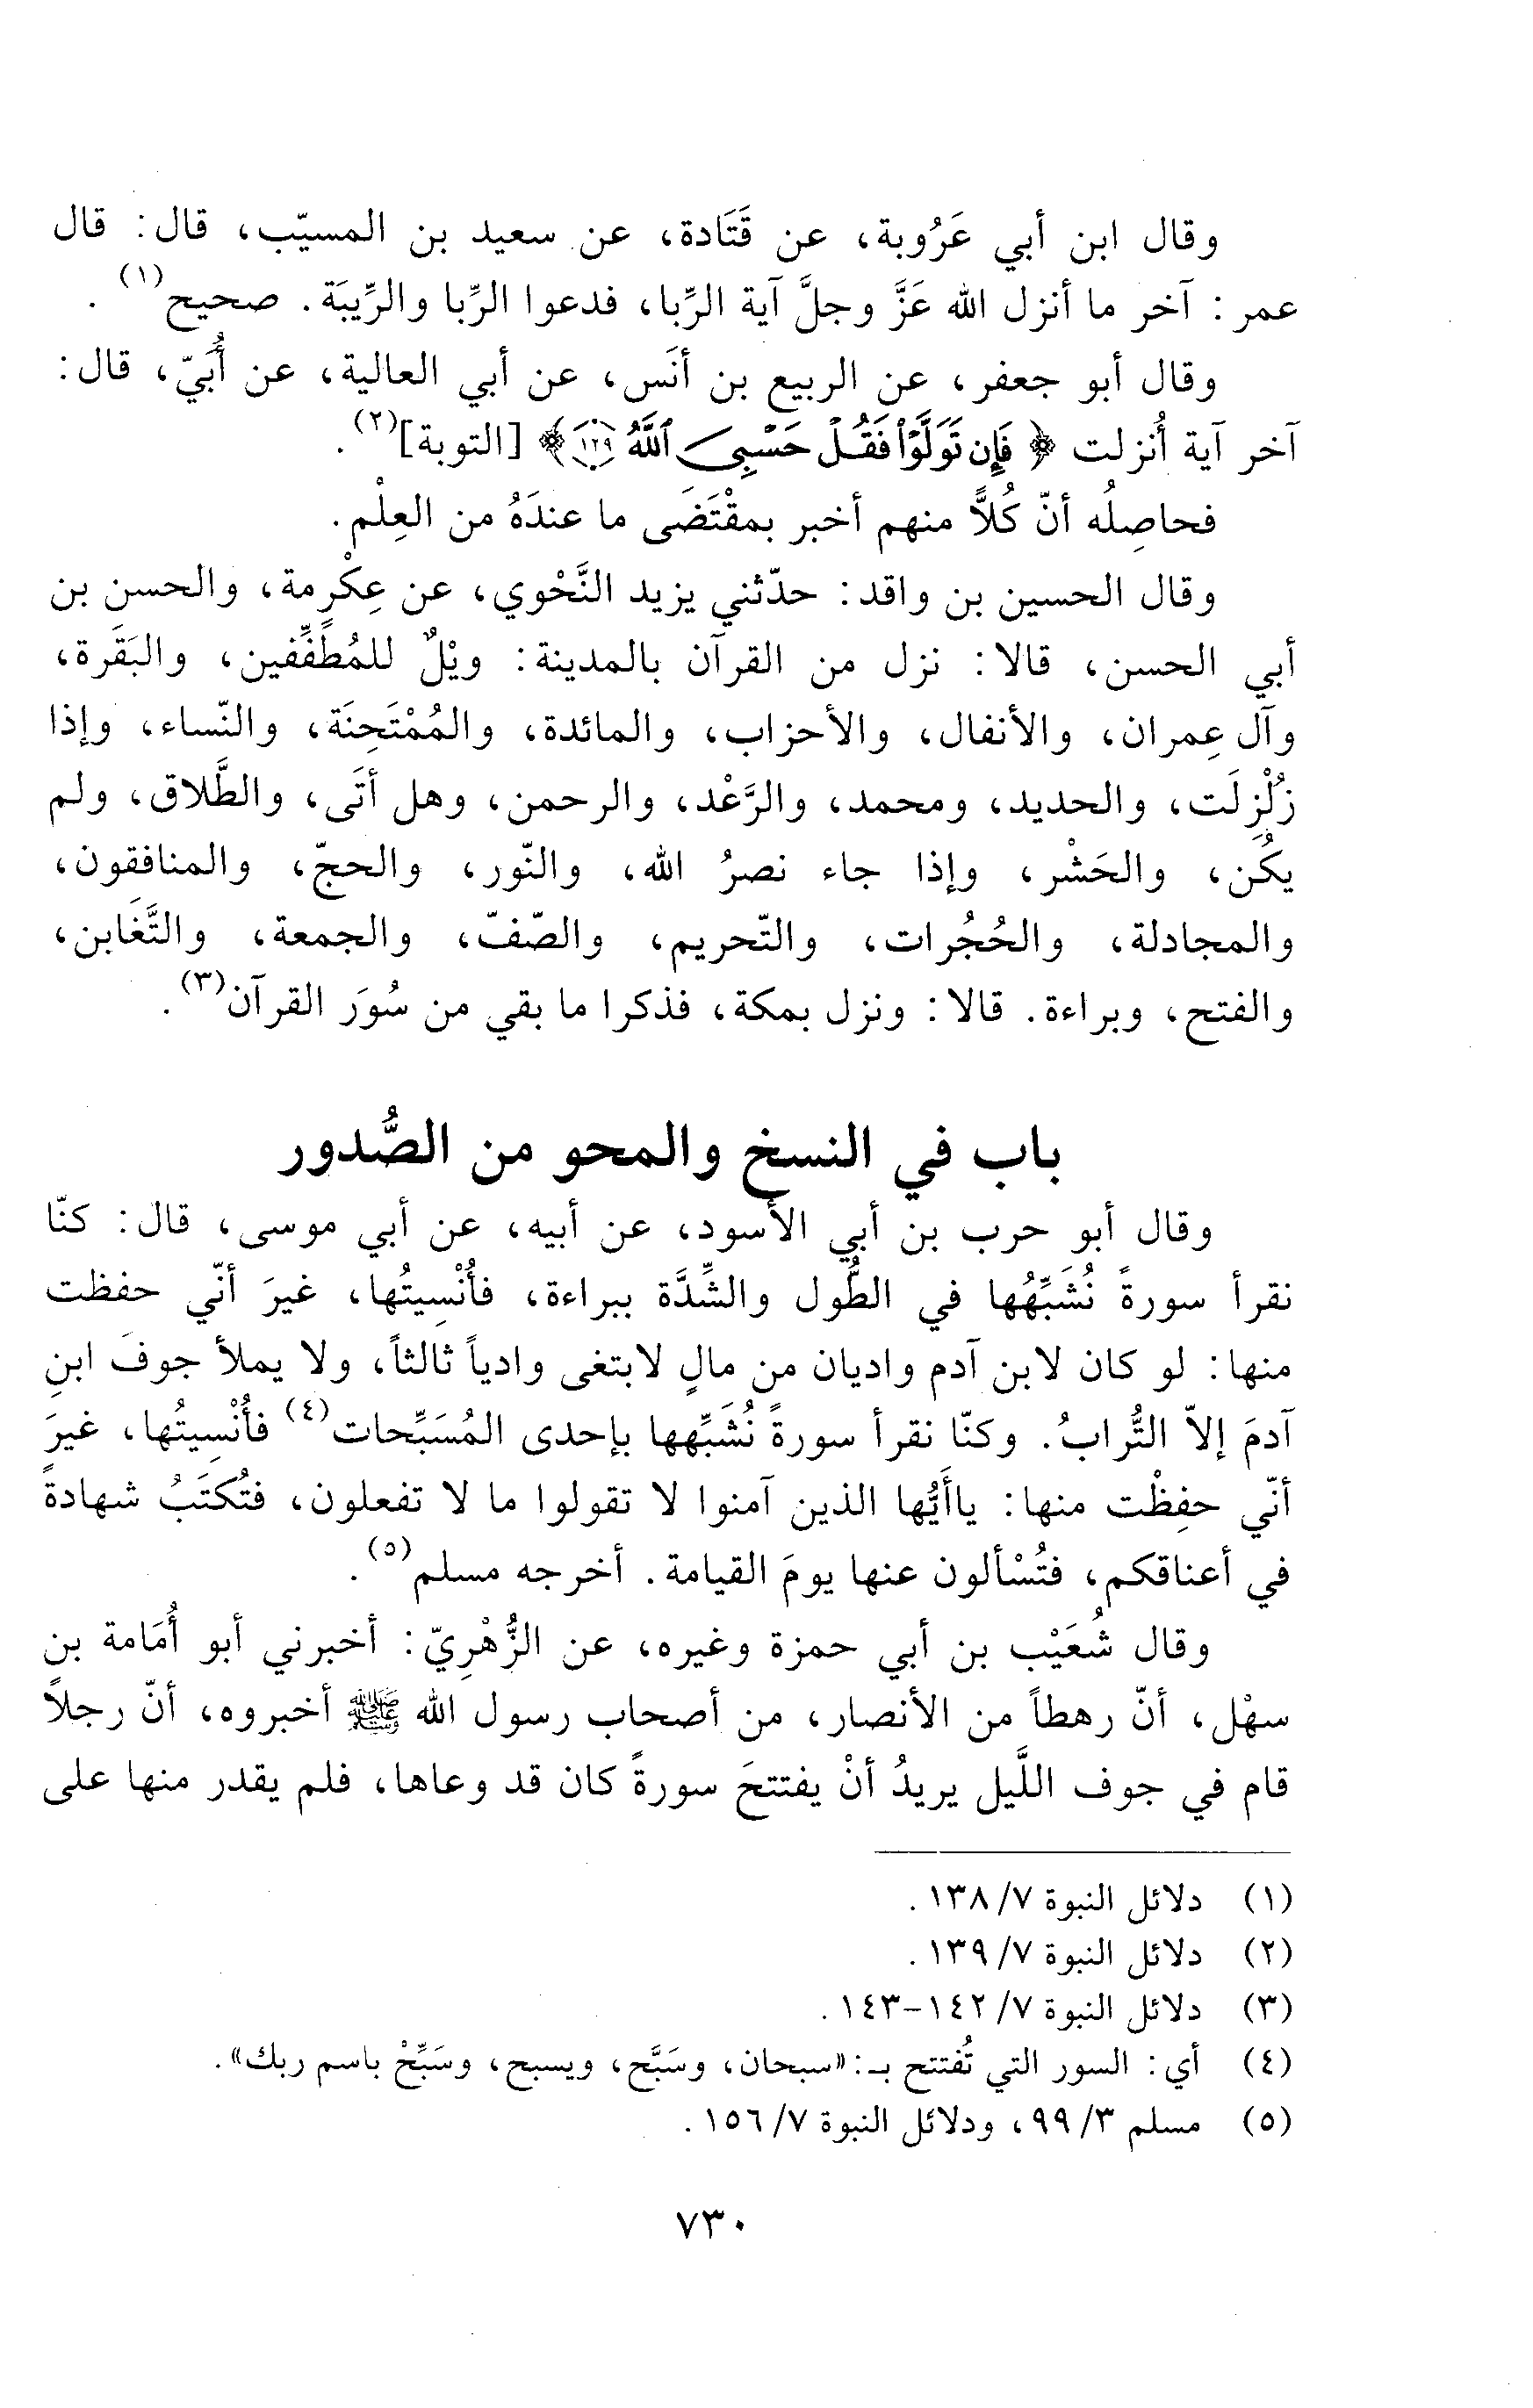 وقال ابن أبي عَرُوبة، عن قَتَادة، عن سعيد بن المسيّب، قال: قال
عمر: آخر ما أنزل الله عَزَّ وجلَّ آية الرِّبا، فدعوا الرِّبا والرِّيبَة. صحيح(١).
وقال أبو جعفر، عن الربيع بن أنَس، عن أبي العالية، عن أُبَيّ، قال:
آخر آية أُنزلت ﴿فَإِن تَوَلَّوْا۟ فَقُلْ حَسْبِىَ ٱللَّهُ ١٢٩﴾ [التوبة](٢).
فحاصِلُه أنّ كُلاًّ منهم أخبر بمقْتَضَى ما عندَهُ من العِلْم.
وقال الحسين بن واقد: حدّثني يزيد النَّحْوي، عن عِكْرِمة، والحسن بن
أبي الحسن، قالا: نزل من القرآن بالمدينة: ويْلٌ للمُطَفِّفين، والبَقَرة،
وآل عِمران، والأنفال، والأحزاب، والمائدة، والمُمْتَحِنَة، والنّساء، وإذا
زُلْزِلَت، والحديد، ومحمد، والرَّعْد، والرحمن، وهل أتَى، والطَّلاق، ولم
يكُن، والحَشْر، وإذا جاء نصرُ الله، والنّور، والحجّ، والمنافقون،
والمجادلة، والحُجُرات، والتّحريم، والصّفّ، والجمعة، والتَّغَابن،
والفتح، وبراءة. قالا: ونزل بمكة، فذكرا ما بقي من سُوَر القرآن(٣).
باب في النسخ والمحو من الصُّدور
وقال أبو حرب بن أبي الأسود، عن أبيه، عن أبي موسى، قال: كنّا
نقرأ سورةً نُشَبِّهُها في الطُّول والشِّدَّة ببراءة، فأُنْسِيتُها، غيرَ أنّي حفظت
منها: لو كان لابن آدم واديان من مالٍ لابتغى وادياً ثالثاً، ولا يملأ جوفَ ابنِ
آدمَ إلاّ التُّرابُ. وكنّا نقرأ سورةً نُشَبِّهها بإحدى المُسَبِّحات(٤) فأُنْسِيتُها، غيرَ
أنّي حفِظْت منها: ياأَيُّها الذين آمنوا لا تقولوا ما لا تفعلون، فتُكتَبُ شهادةً
في أعناقكم، فتُسْألون عنها يومَ القيامة. أخرجه مسلم(٥).
وقال شُعَيْب بن أبي حمزة وغيره، عن الزُّهْرِيّ: أخبرني أبو أُمَامة بن
سهْل، أنّ رهطاً من الأنصار، من أصحاب رسول الله ﷺ أخبروه، أنّ رجلاً
قام في جوف اللَّيل يريدُ أنْ يفتتحَ سورةً كان قد وعاها، فلم يقدر منها على
(١) دلائل النبوة ٧/ ١٣٨.
(٢) دلائل النبوة ٧/ ١٣٩.
(٣) دلائل النبوة ٧/ ١٤٢-١٤٣.
(٤) أي: السور التي تُفتتح بـ: «سبحان، وسَبَّح، ويسبح، وسَبِّحْ باسم ربك».
(٥) مسلم ٣/ ٩٩، ودلائل النبوة ٧/ ١٥٦.
٧٣٠